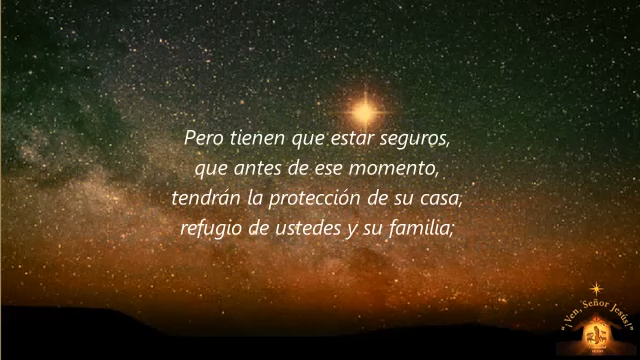 Pero tienen que estar seguros,
que antes de ese momento,
tendrán la protección de su casa,
refugio de ustedes y su familia;
"¡Ven, Señor Jesús!"